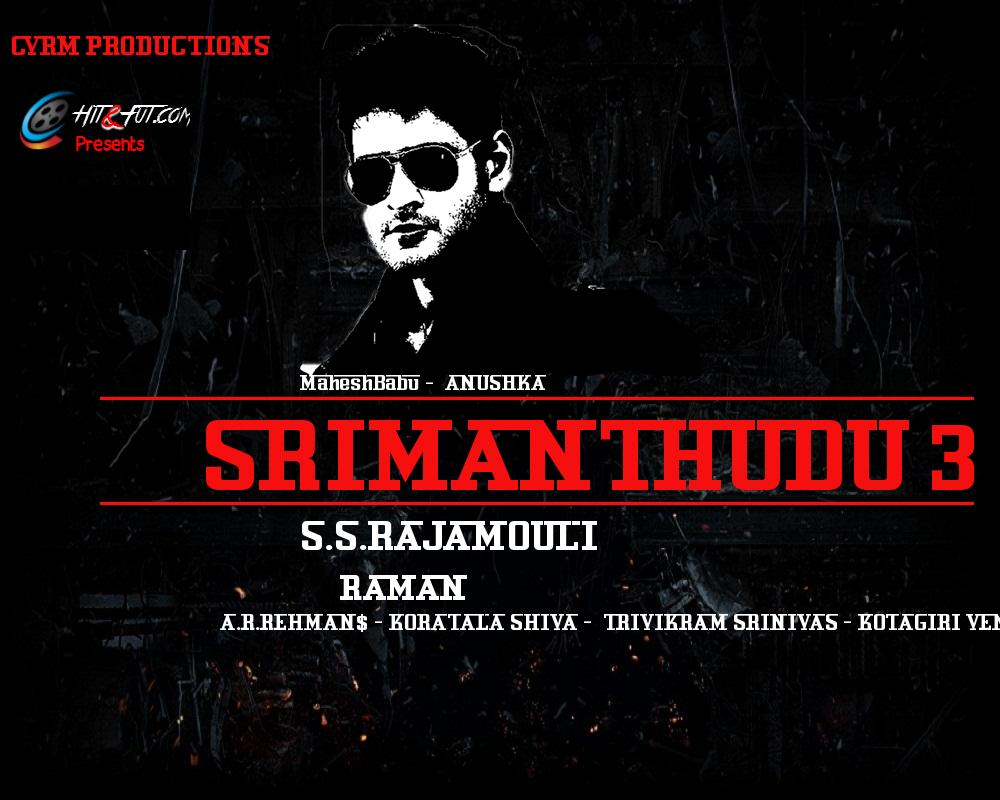 CYRM PRODUCTIONS
HIT&FUT.COM
Presents
MaheshBabu - ANUSHKA
SRIMANTHUDU 3
S.S.RAJAMOULI
RAMAN
A.R.REHMAN$ - KORATALA SHIVA - TRIVIKRAM SRINIVAS - KOTAGIRI